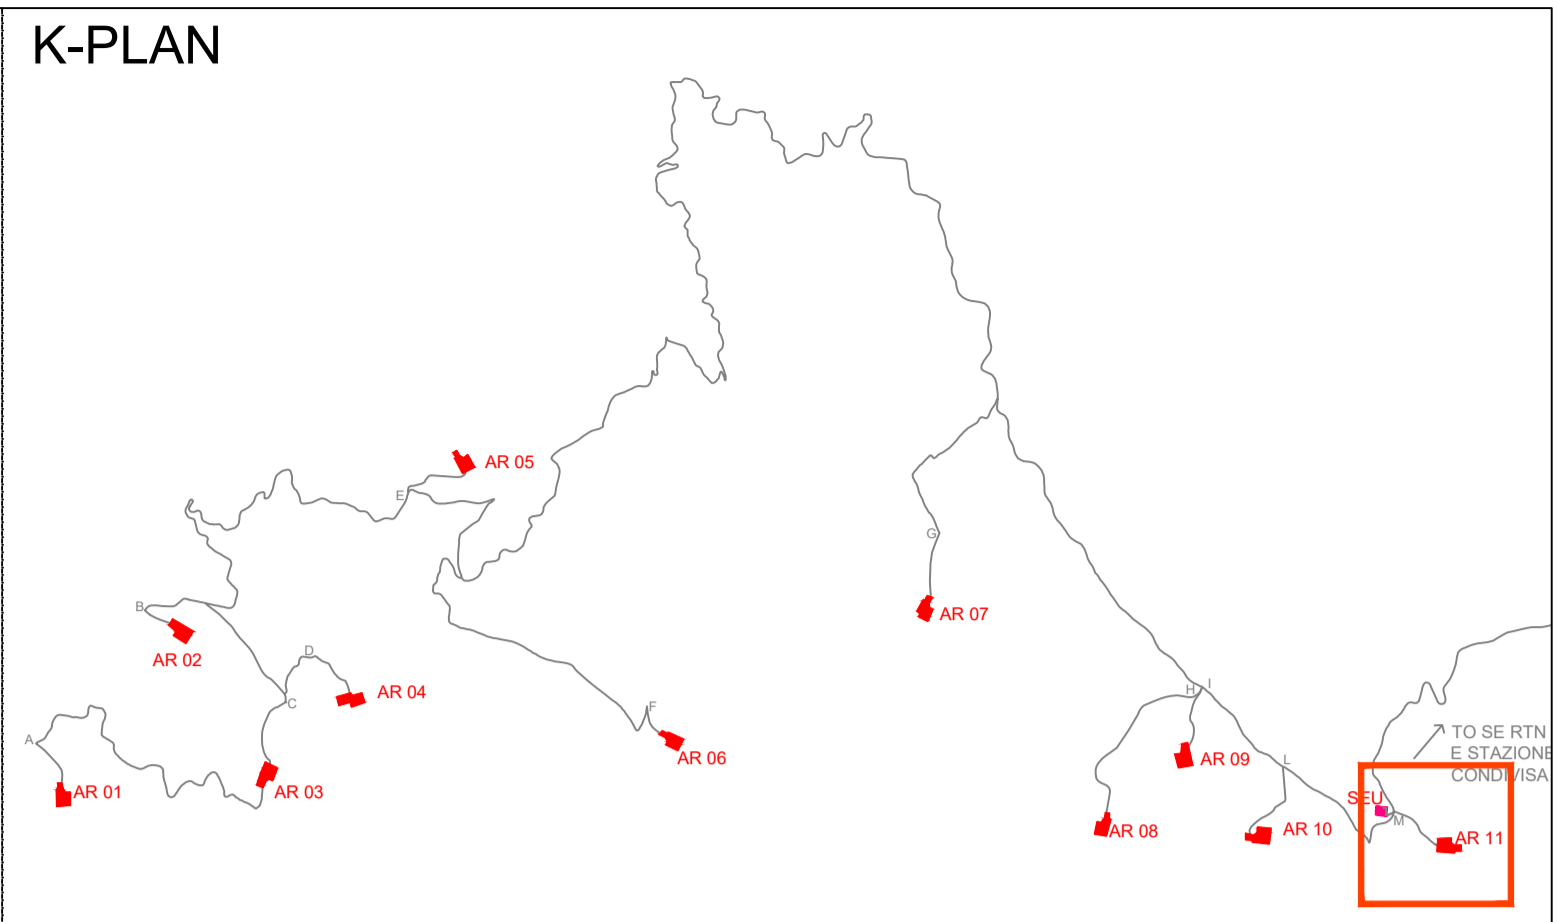 K-PLAN
AR 05
E
G
AR 07
B
AR 02
D
AR 04
C
A
AR 01
AR 03
F
AR 06
H
I
AR 09
L
AR 08
AR 10
TO SE RTN
E STAZIONE
CONDIVISA
SEU
M
AR 11